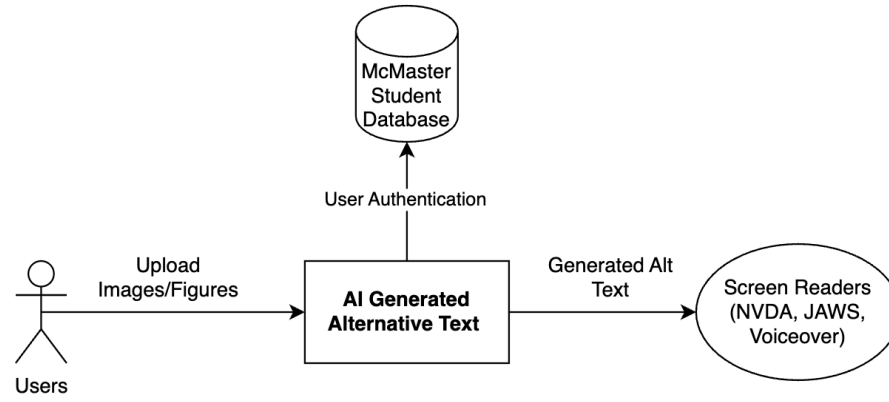 McMaster
Student
Database
User Authentication
Upload
Images/Figures
Generated Alt
Text
AI Generated
Alternative Text
Screen Readers
(NVDA, JAWS,
Voiceover)
Users